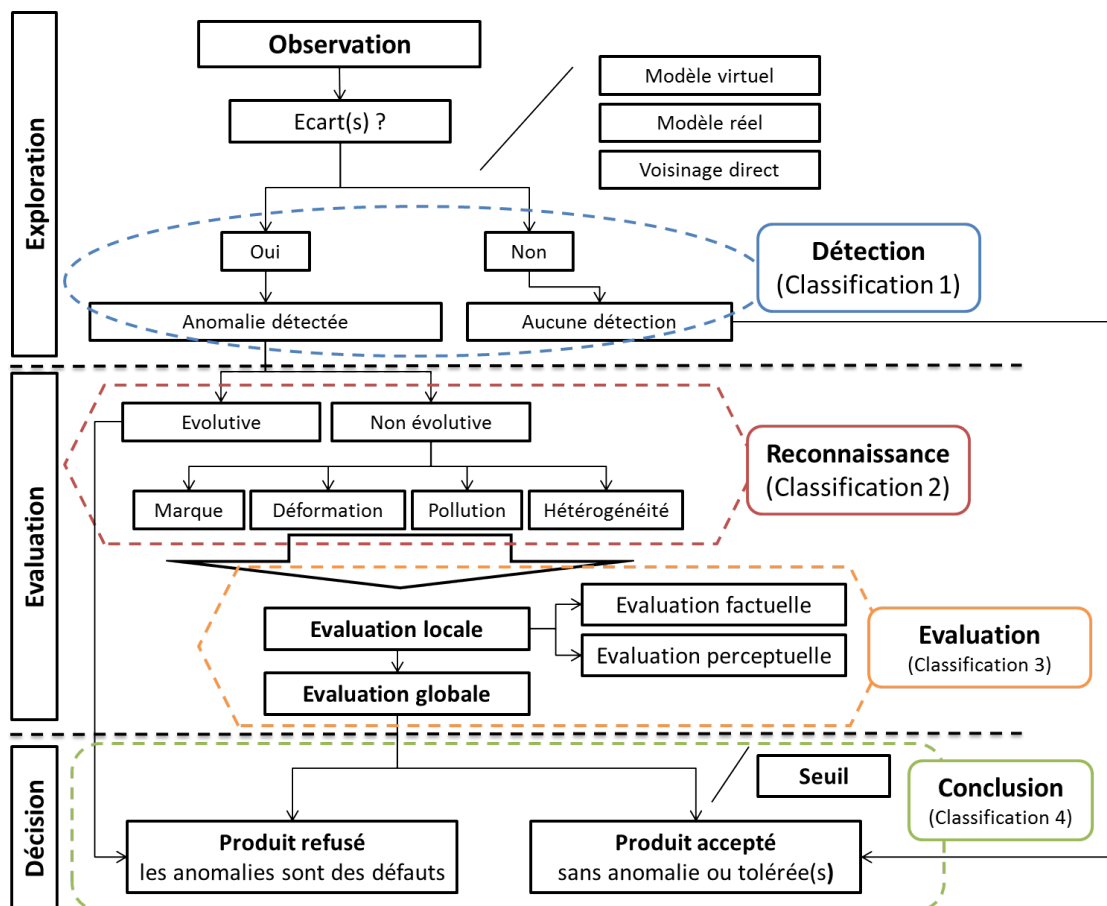 Exploration
Observation
Ecart(s) ?
Modèle virtuel
Modèle réel
Voisinage direct
Oui
Non
Anomalie détectée
Aucune détection
Détection
(Classification 1)
Evaluation
Evolutive
Non évolutive
Marque
Déformation
Pollution
Hétérogénéité
Reconnaissance
(Classification 2)
Evaluation locale
Evaluation factuelle
Evaluation perceptuelle
Evaluation globale
Evaluation
(Classification 3)
Décision
Seuil
Produit refusé
les anomalies sont des défauts
Produit accepté
sans anomalie ou tolérée(s)
Conclusion
(Classification 4)